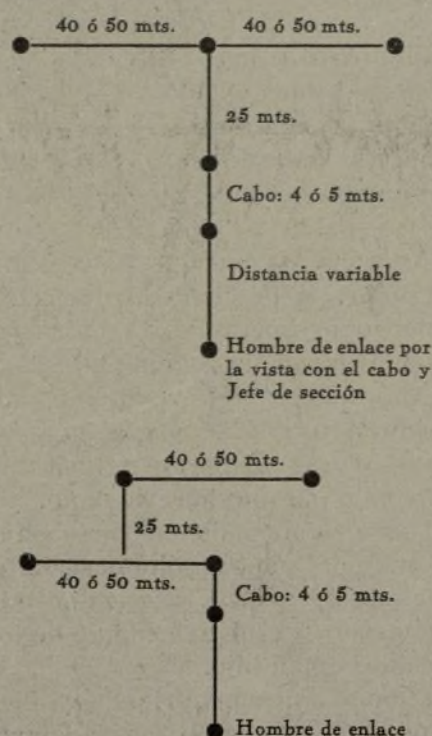 40 ó 50 mts. 40 ó 50 mts.
25 mts.
Cabo: 4 ó 5 mts.
Distancia variable
Hombre de enlace por
la vista con el cabo y
Jefe de sección
40 ó 50 mts.
25 mts.
40 ó 50 mts.
Cabo: 4 ó 5 mts.
Hombre de enlace